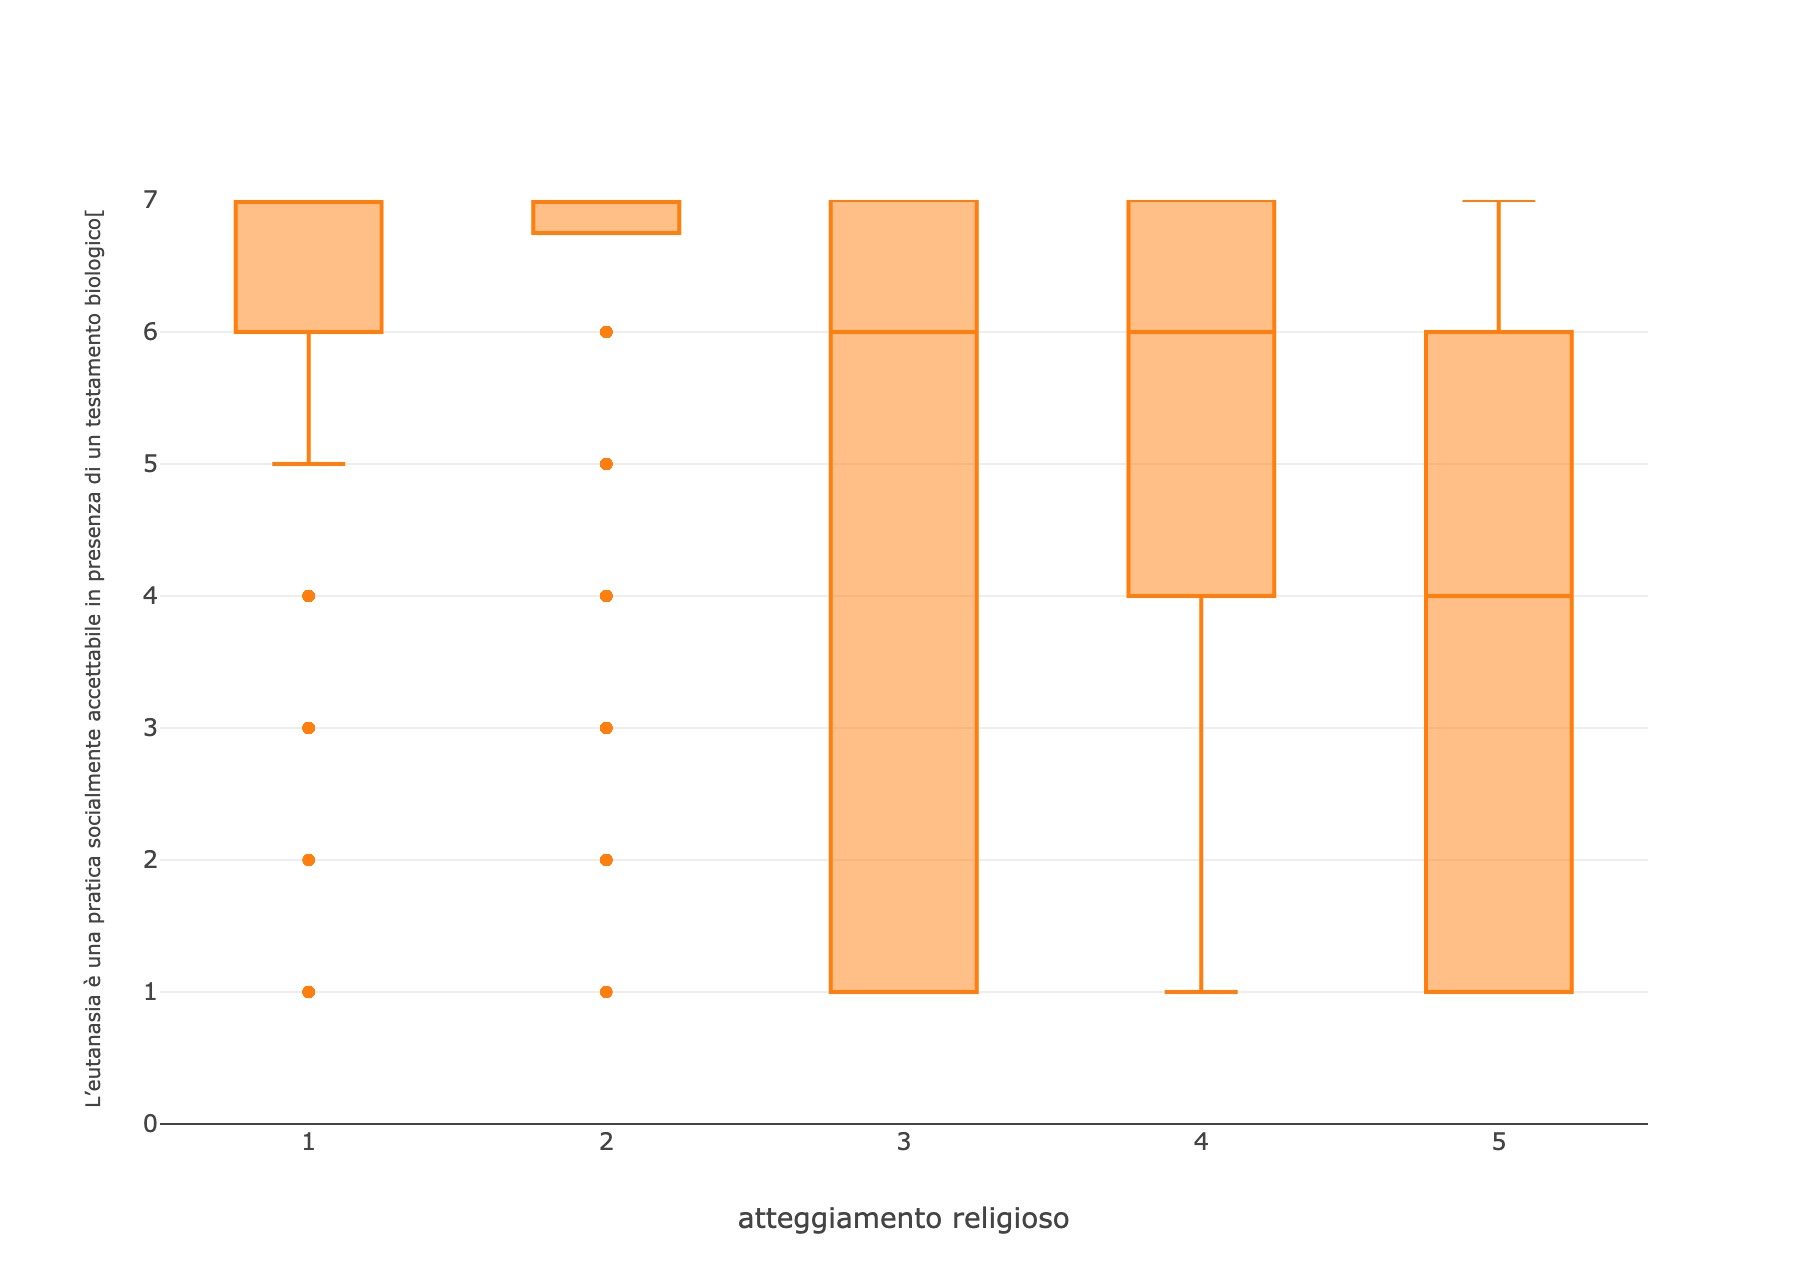 L’eutanasia è una pratica socialmente accettabile in presenza di un testamento biologico[
7
6
5
4
3
2
1
0
1 2 3 4 5
atteggiamento religioso